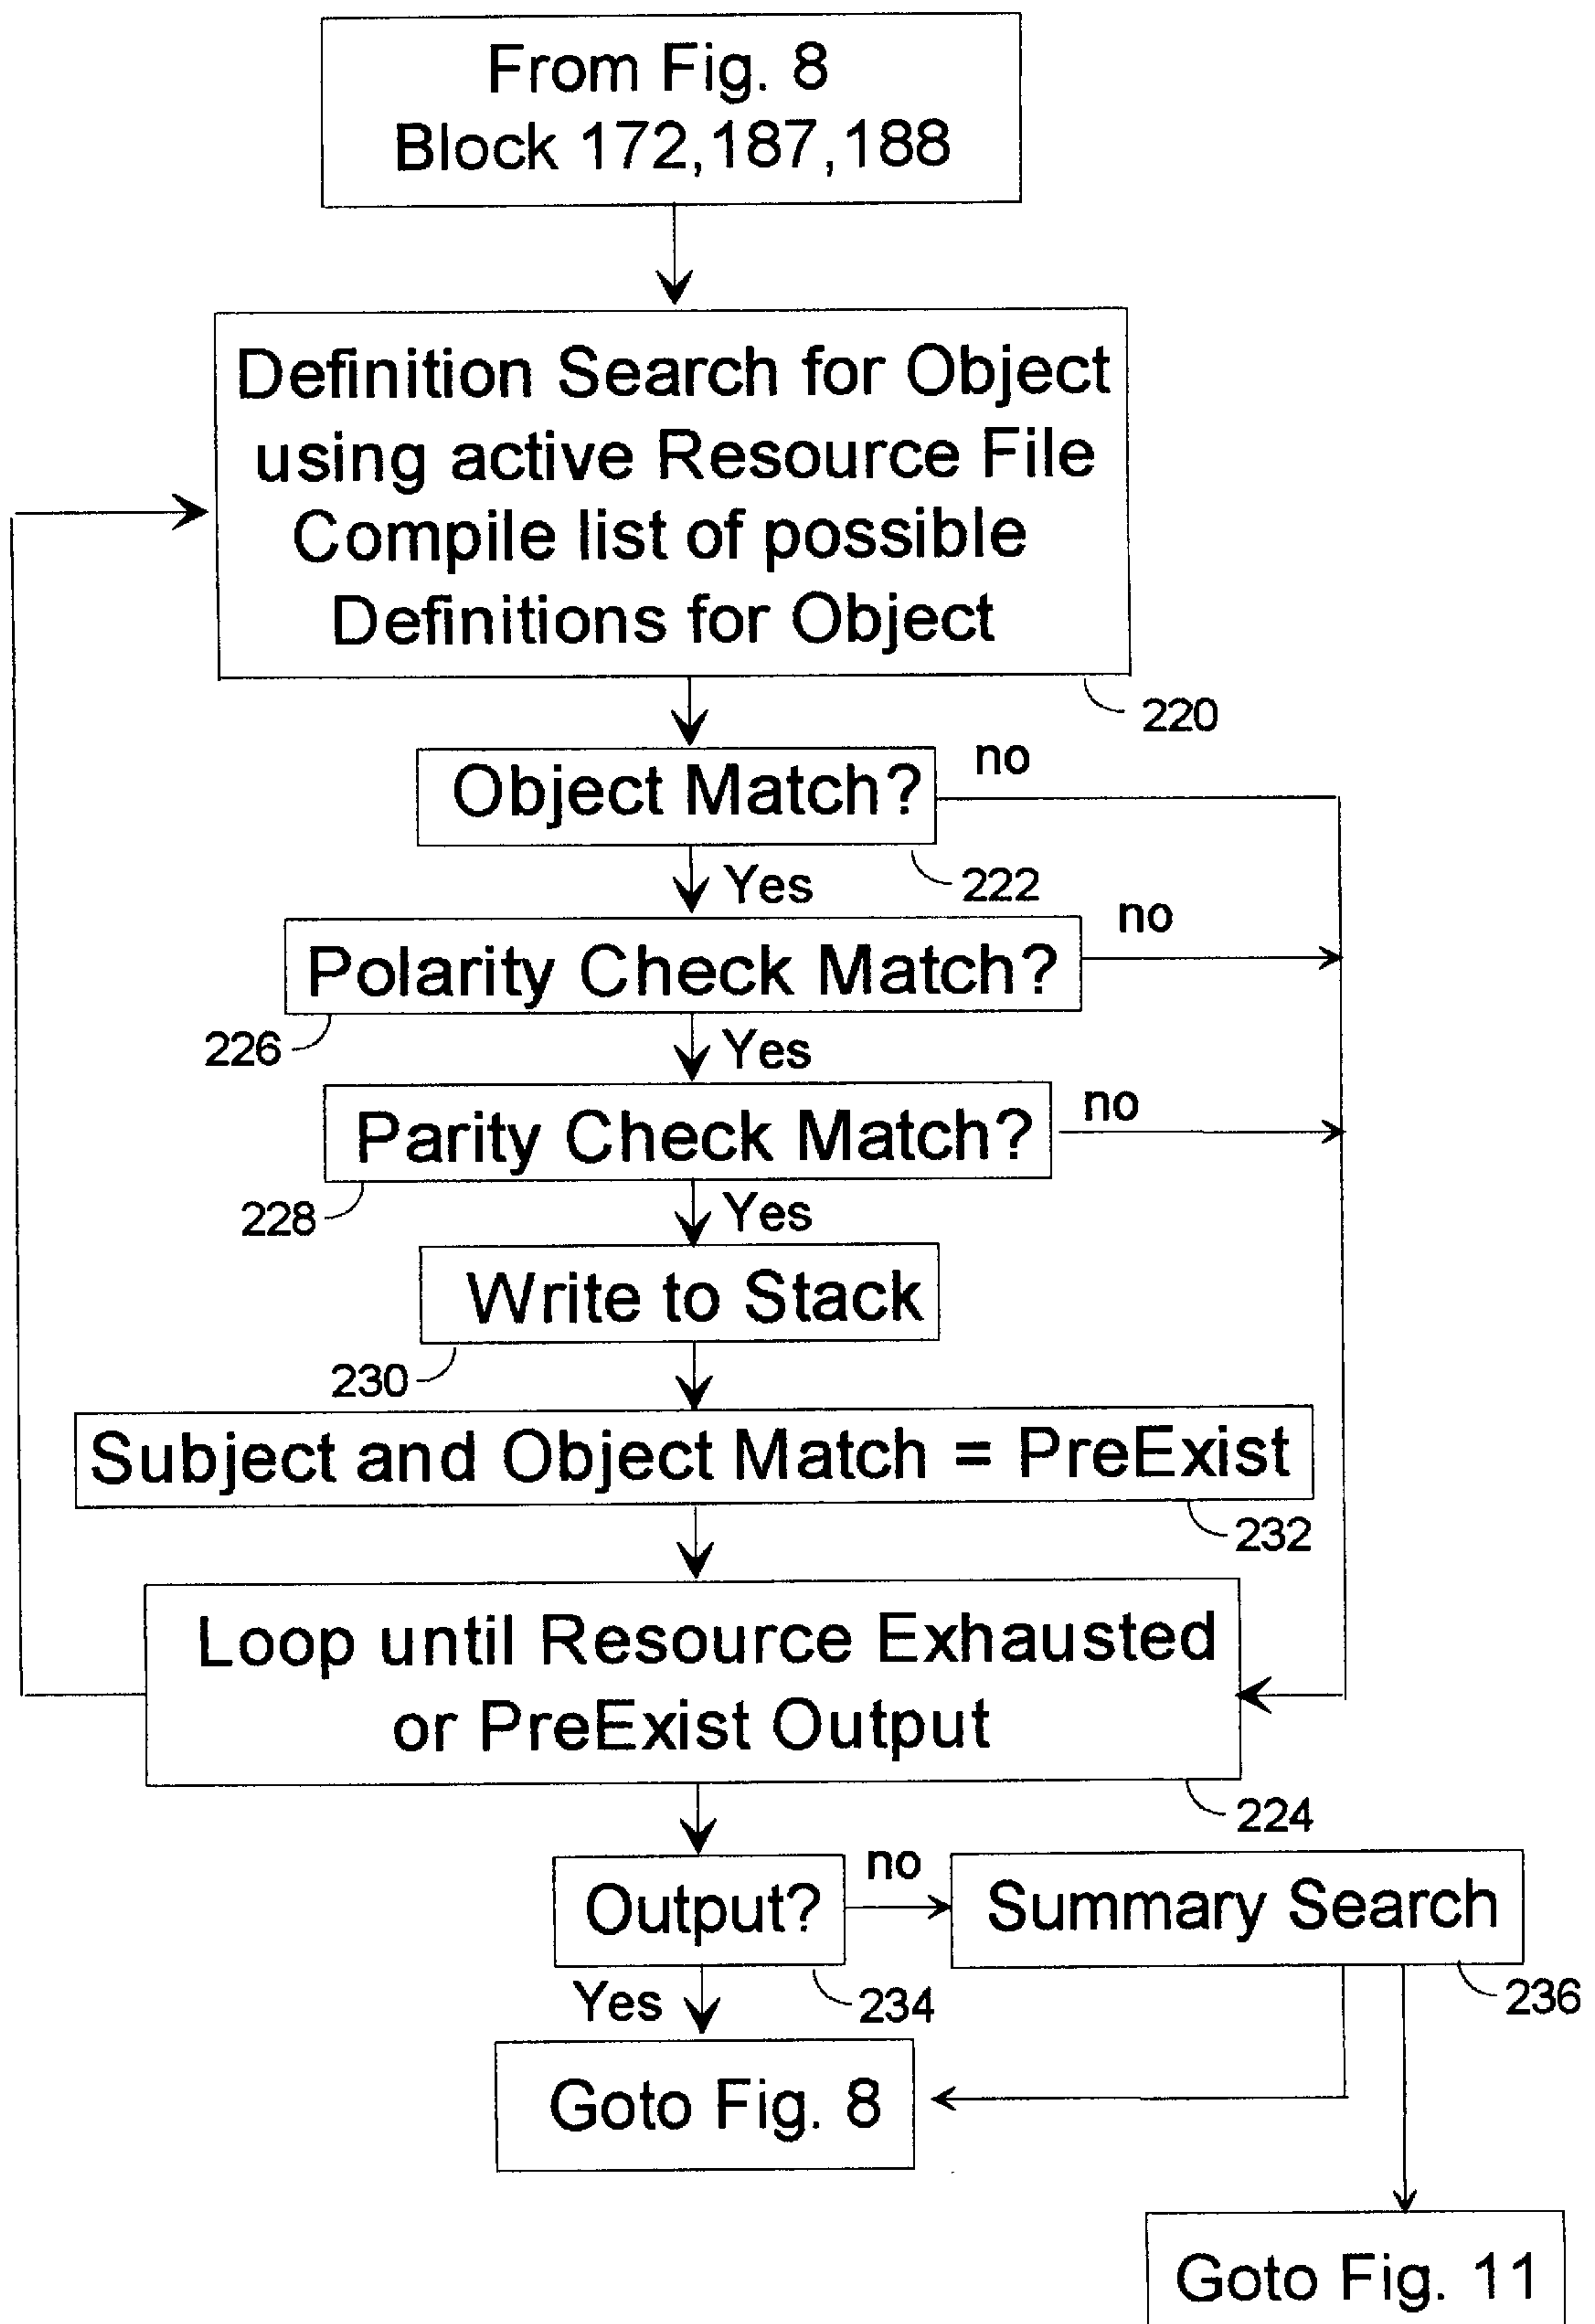 From Fig. 8
Block 172,187,188
Definition Search for Object
using active Resource File
Compile list of possible
Definitions for Object
220
Object Match?
no
222
Yes
Polarity Check Match?
no
226
Yes
Parity Check Match?
no
228
Yes
Write to Stack
230
Subject and Object Match = PreExist
232
Loop until Resource Exhausted
or PreExist Output
224
Output?
no
Summary Search
234
236
Yes
Goto Fig. 8
Goto Fig. 11